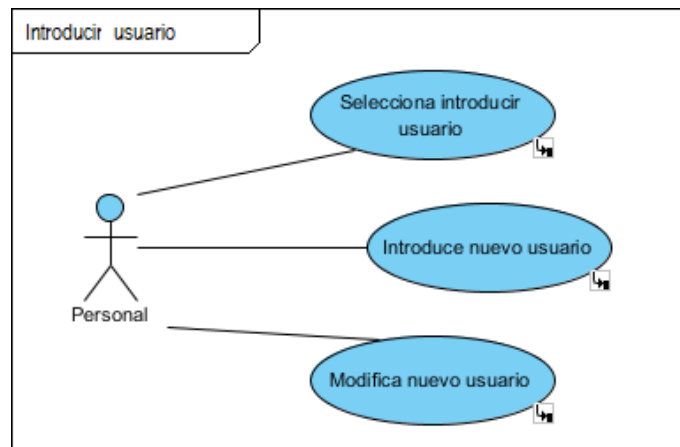 Introducir usuario
Selecciona introducir
usuario
Introduce nuevo usuario
Personal
Modifica nuevo usuario